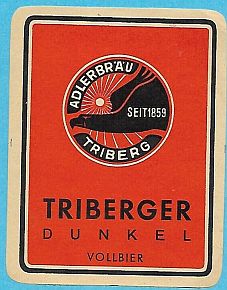 ADLERBRÄU
SEIT 1859
TRIBERG
TRIBERGER
DUNKEL
VOLLBIER